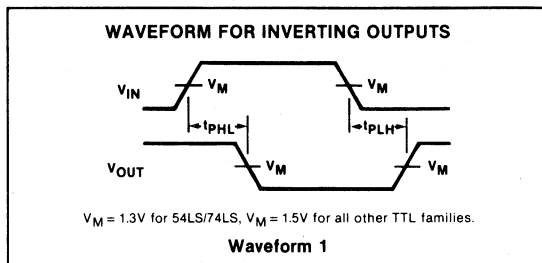 WAVEFORM FOR INVERTING OUTPUTS
VIN
VM
VM
tPHL
tPLH
VOUT
VM
VM
VM = 1.3V for 54LS/74LS, VM = 1.5V for all other TTL families.
Waveform 1